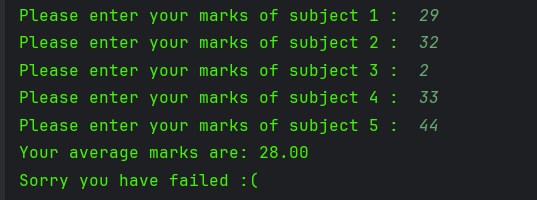 Please enter your marks of subject 1 : 29
Please enter your marks of subject 2 : 32
Please enter your marks of subject 3 : 2
Please enter your marks of subject 4 : 33
Please enter your marks of subject 5 : 44
Your average marks are: 28.00
Sorry you have failed :(